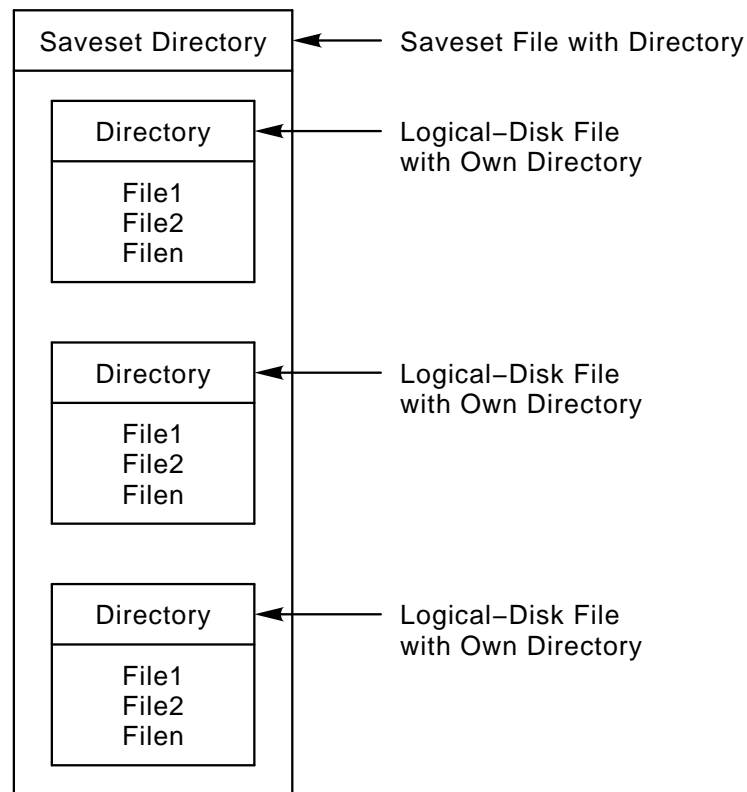 Saveset Directory
Saveset File with Directory
Directory
Logical−Disk File
with Own Directory
File1
File2
Filen
Directory
Logical−Disk File
with Own Directory
File1
File2
Filen
Directory
Logical−Disk File
with Own Directory
File1
File2
Filen